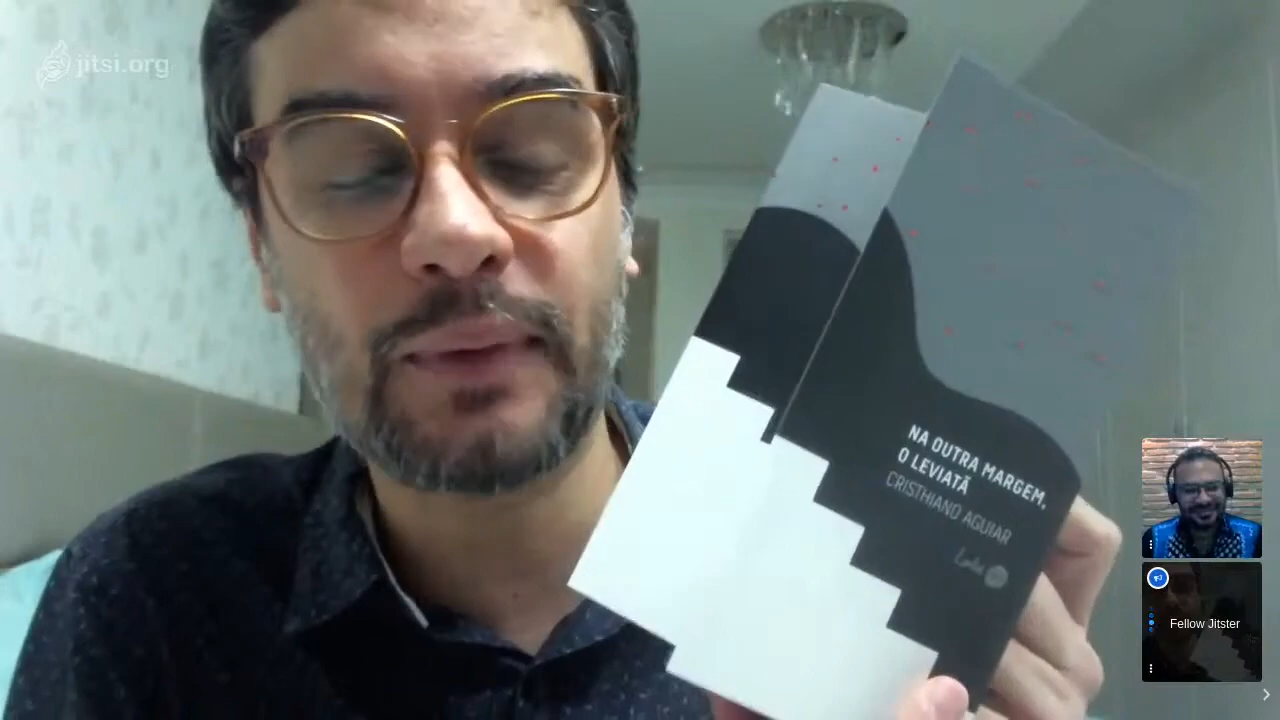 jitsi.org
NA OUTRA MARGEM,
O LEVIATÃ
CRISTHIANO AGUIAR
Fellow Jitster